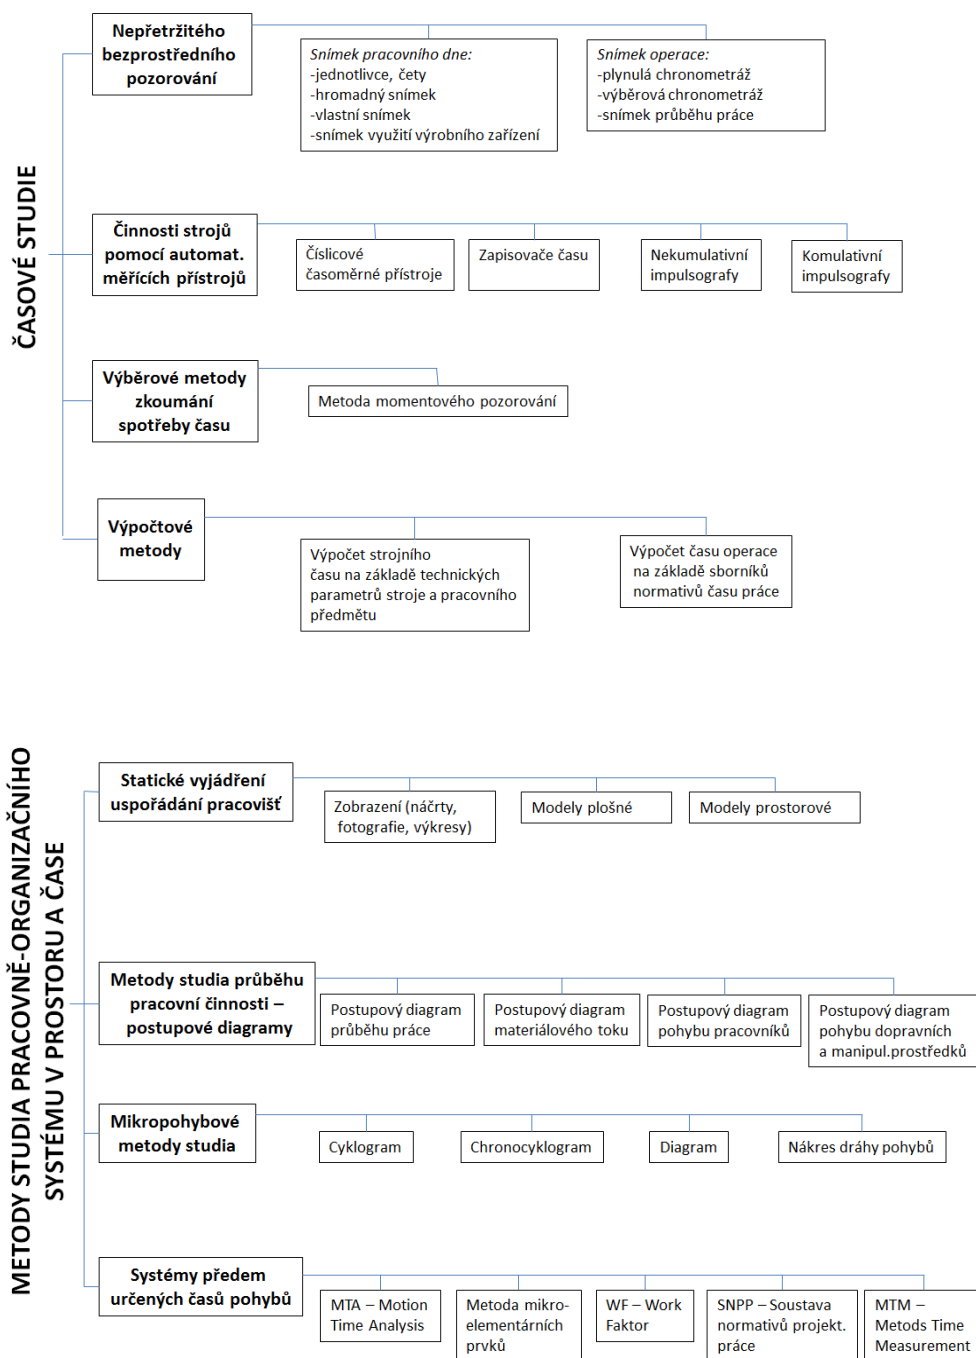 ČASOVÉ STUDIE
Nepřetržitého
bezprostředního
pozorování
Snímek pracovního dne:
-jednotlivce, čety
-hromadný snímek
-vlastní snímek
-snímek využití výrobního zařízení
Snímek operace:
-plynulá chronometráž
-výběrová chronometráž
-snímek průběhu práce
Činnosti strojů
pomocí automat.
měřících přístrojů
Číslicové
časoměrné přístroje
Zapisovače času
Nekumulativní
impulsografy
Komulativní
impulsografy
Výběrové metody
zkoumání
spotřeby času
Metoda momentového pozorování
Výpočtové
metody
Výpočet strojního
času na základě technických
parametrů stroje a pracovního
předmětu
Výpočet času operace
na základě sborníků
normativů času práce
METODY STUDIA PRACOVNĚ-ORGANIZAČNÍHO
SYSTÉMU V PROSTORU A ČASE
Statické vyjádření
uspořádání pracovišť
Zobrazení (náčrty,
fotografie, výkresy)
Modely plošné
Modely prostorové
Metody studia průběhu
pracovní činnosti –
postupové diagramy
Postupový diagram
průběhu práce
Postupový diagram
materiálového toku
Postupový diagram
pohybu pracovníků
Postupový diagram
pohybu dopravních
a manipul.prostředků
Mikropohybové
metody studia
Cyklogram
Chronocyklogram
Diagram
Nákres dráhy pohybů
Systémy předem
určených časů pohybů
MTA – Motion
Time Analysis
Metoda mikro-
elementárních
prvků
WF – Work
Faktor
SNPP – Soustava
normativů projekt.
práce
MTM –
Metods Time
Measurement